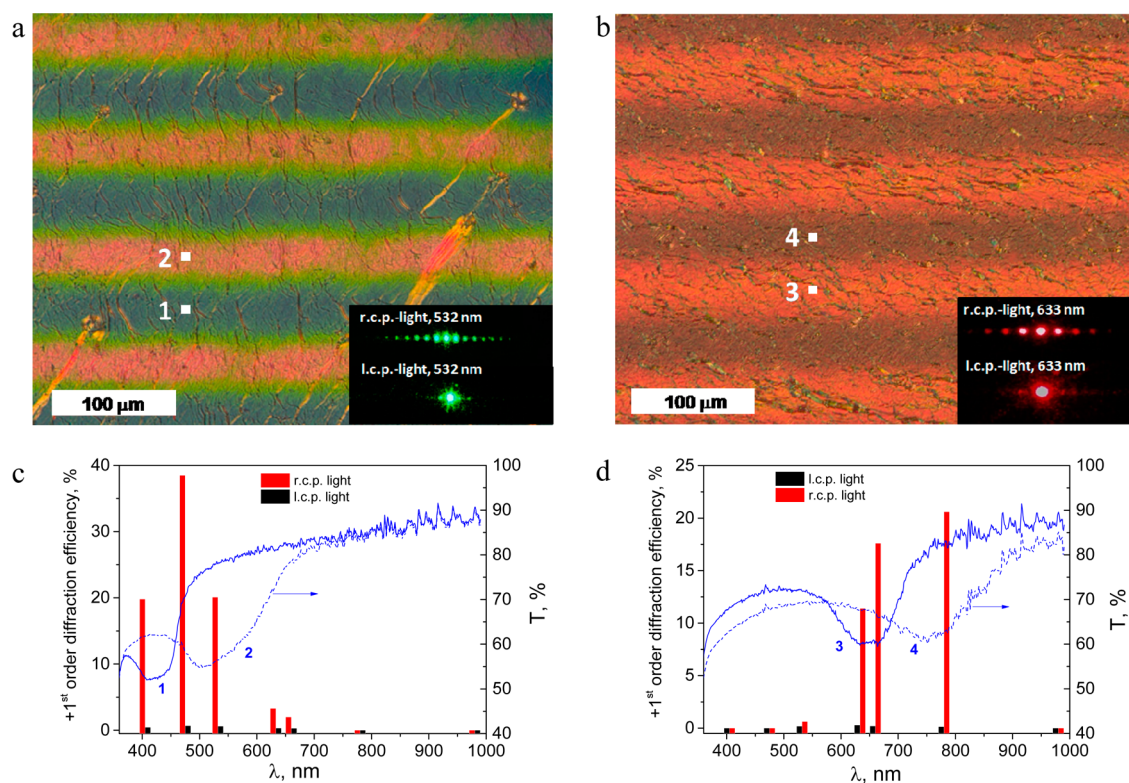 a
2
1
r.c.p.-light, 532 nm
l.c.p.-light, 532 nm
100 μm
b
4
3
r.c.p.-light, 633 nm
l.c.p.-light, 633 nm
100 μm
c
+1st order diffraction efficiency, %
40
30
20
10
0
r.c.p. light
l.c.p. light
1
2
100
90
80
70
60
50
40
T, %
400 500 600 700 800 900 1000
λ, nm
d
+1st order diffraction efficiency, %
25
20
15
10
5
0
l.c.p. light
r.c.p. light
3
4
100
90
80
70
60
50
40
T, %
400 500 600 700 800 900 1000
λ, nm